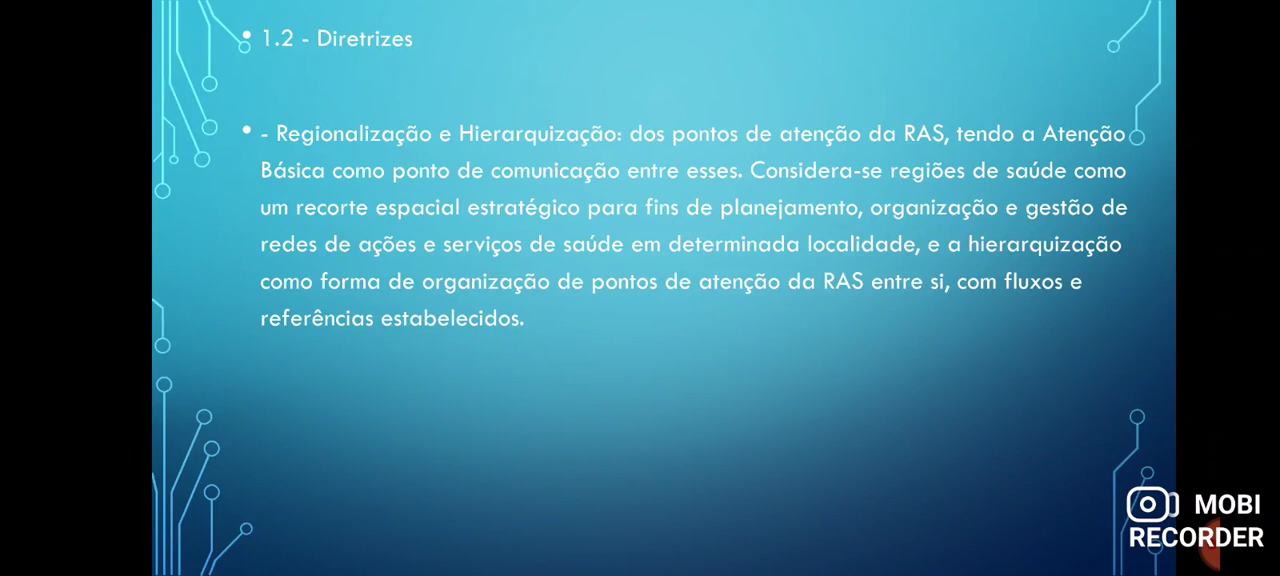 • 1.2 - Diretrizes
• - Regionalização e Hierarquização: dos pontos de atenção da RAS, tendo a Atenção
Básica como ponto de comunicação entre esses. Considera-se regiões de saúde como
um recorte espacial estratégico para fins de planejamento, organização e gestão de
redes de ações e serviços de saúde em determinada localidade, e a hierarquização
como forma de organização de pontos de atenção da RAS entre si, com fluxos e
referências estabelecidos.
MOBI
RECORDER